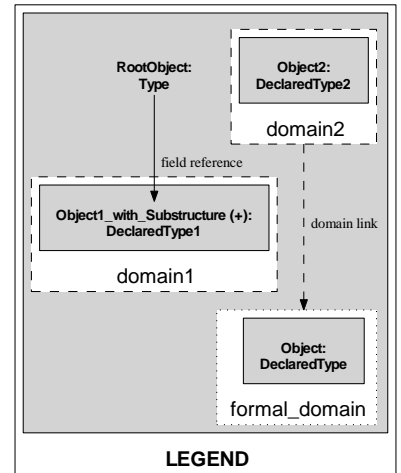 RootObject:
Type
Object2:
DeclaredType2
domain2
field reference
Object1_with_Substructure (+):
DeclaredType1
domain1
domain link
Object:
DeclaredType
formal_domain
LEGEND